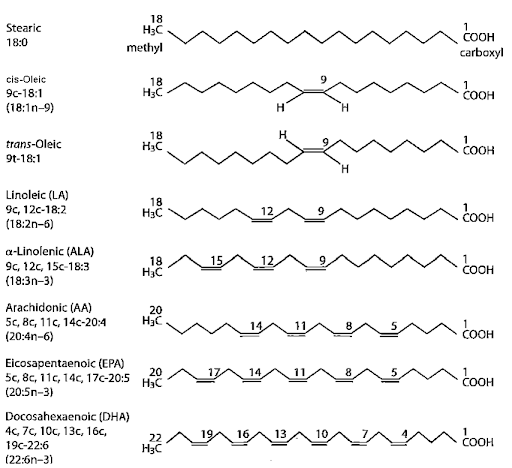 Stearic
18:0
18
H₃C
methyl
1
COOH
carboxyl
cis-Oleic
9c-18:1
(18:1n–9)
18
H₃C
9
H H
1
COOH
trans-Oleic
9t-18:1
18
H₃C
H
9
H
1
COOH
Linoleic (LA)
9c, 12c-18:2
(18:2n–6)
18
H₃C
12 9
1
COOH
α-Linolenic (ALA)
9c, 12c, 15c-18:3
(18:3n–3)
18
H₃C
15 12 9
1
COOH
Arachidonic (AA)
5c, 8c, 11c, 14c-20:4
(20:4n–6)
20
H₃C
14 11 8 5
1
COOH
Eicosapentaenoic (EPA)
5c, 8c, 11c, 14c, 17c-20:5
(20:5n–3)
20
H₃C
17 14 11 8 5
1
COOH
Docosahexaenoic (DHA)
4c, 7c, 10c, 13c, 16c,
19c-22:6
(22:6n–3)
22
H₃C
19 16 13 10 7 4
1
COOH